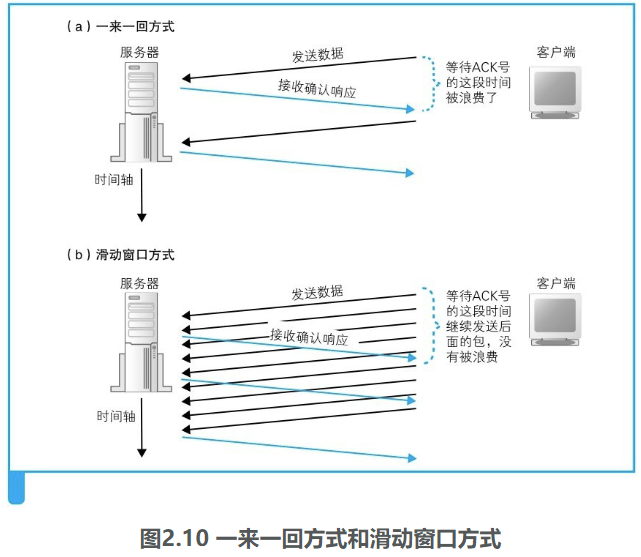 (a)一来一回方式
服务器
发送数据
接收确认响应
等待ACK号
的这段时间
被浪费了
客户端
时间轴
(b)滑动窗口方式
服务器
发送数据
接收确认响应
等待ACK号
的这段时间
继续发送后
面的包，没
有被浪费
客户端
时间轴
图2.10 一来一回方式和滑动窗口方式